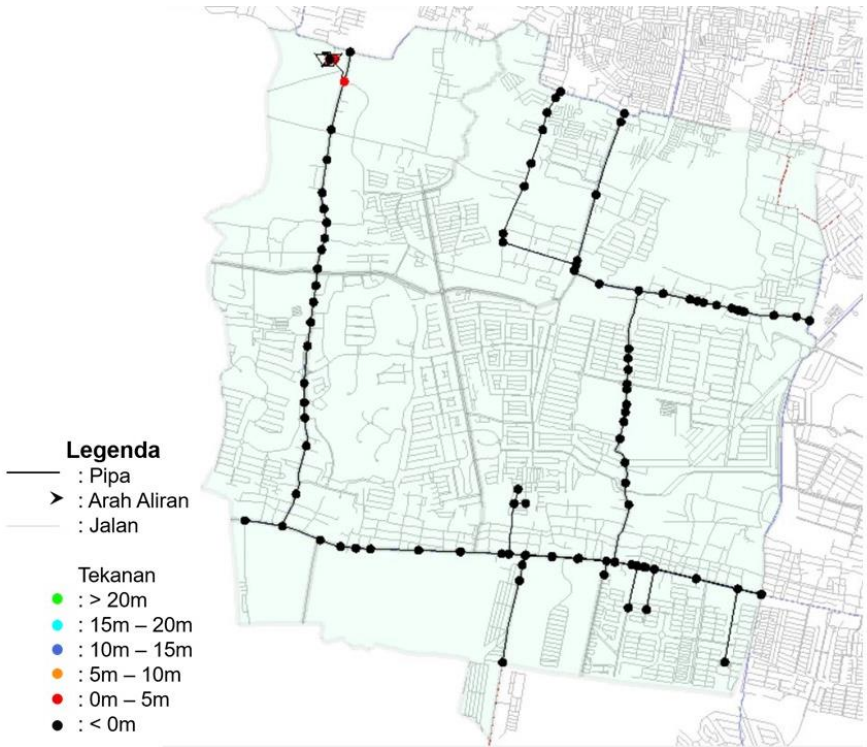 Legenda
: Pipa
: Arah Aliran
: Jalan
Tekanan
: > 20m
: 15m – 20m
: 10m – 15m
: 5m – 10m
: 0m – 5m
: < 0m